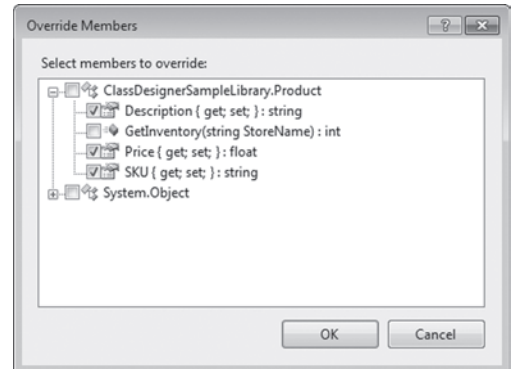 Override Members
Select members to override:
ClassDesignerSampleLibrary.Product
Description { get; set; } : string
GetInventory(string StoreName) : int
Price { get; set; } : float
SKU { get; set; } : string
System.Object
OK
Cancel